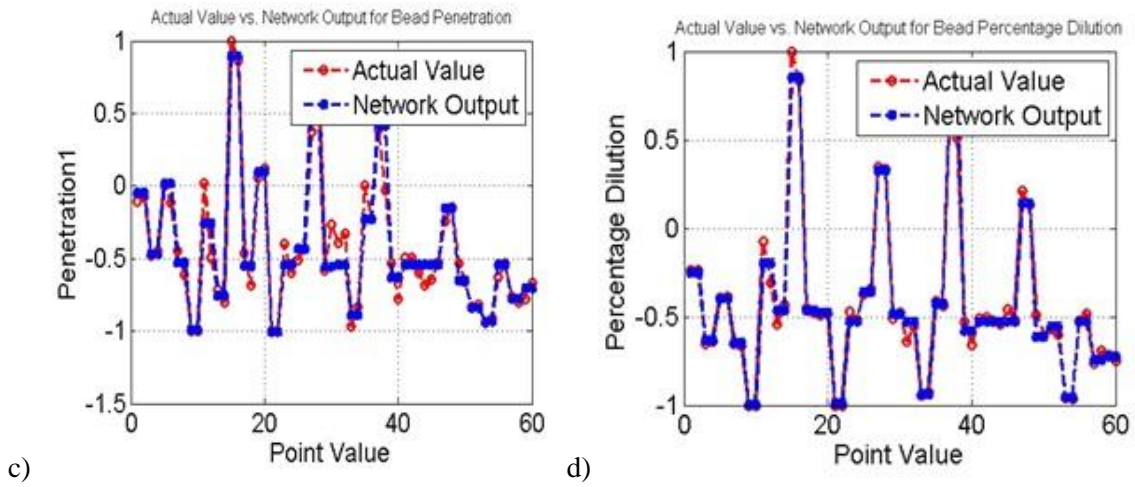 Actual Value vs. Network Output for Bead Penetration
1
0.5
0
-0.5
-1
-1.5
Penetration1
Actual Value
Network Output
0 20 40 60
Point Value
c)
Actual Value vs. Network Output for Bead Percentage Dilution
1
0.5
0
-0.5
-1
Percentage Dilution
Actual Value
Network Output
0 20 40 60
Point Value
d)